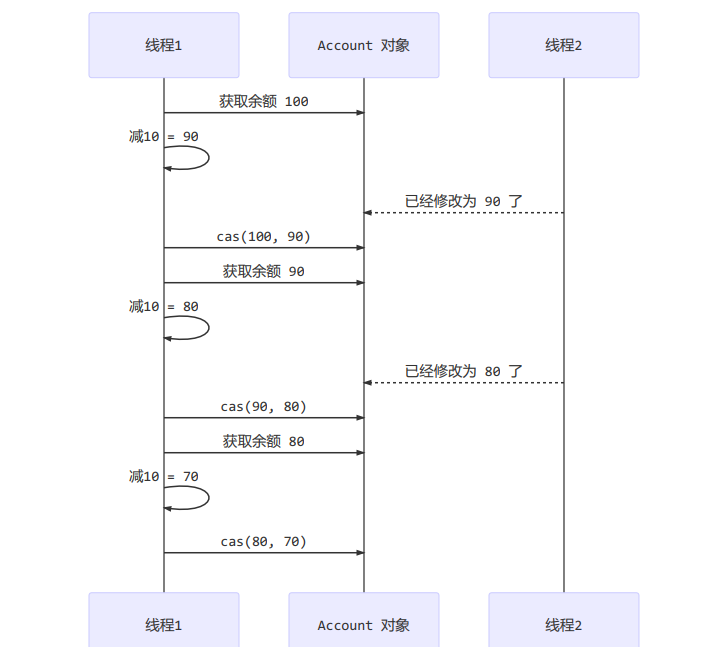 线程1
Account 对象
线程2
获取余额 100
减10 = 90
已经修改为 90 了
cas(100, 90)
获取余额 90
减10 = 80
已经修改为 80 了
cas(90, 80)
获取余额 80
减10 = 70
cas(80, 70)
线程1
Account 对象
线程2